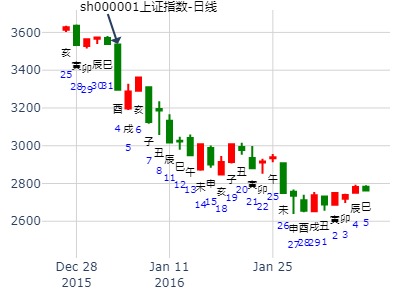 sh000001上证指数-日线
3600
3400
3200
3000
2800
2600
亥
25
寅
28
卯
29
辰
30
巳
31
酉
4
戌
5
亥
6
子
7
丑
8
辰
11
巳
12
午
13
未
14
申
15
亥
18
子
19
丑
20
寅
21
卯
22
午
25
未
26
申
27
酉
28
戌
29
丑
1
寅
2
卯
3
辰
4
巳
5
Dec 28
2015
Jan 11
2016
Jan 25